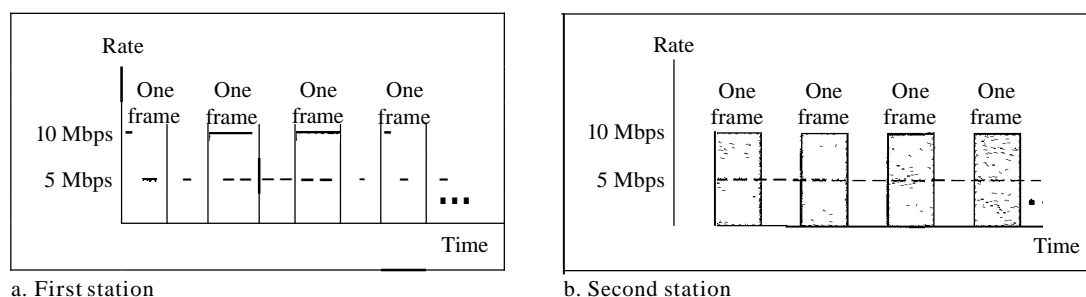 Rate
One One One One
frame frame frame frame
10 Mbps
5 Mbps
Time
a. First station
Rate
One One One One
frame frame frame frame
10 Mbps
5 Mbps
Time
b. Second station